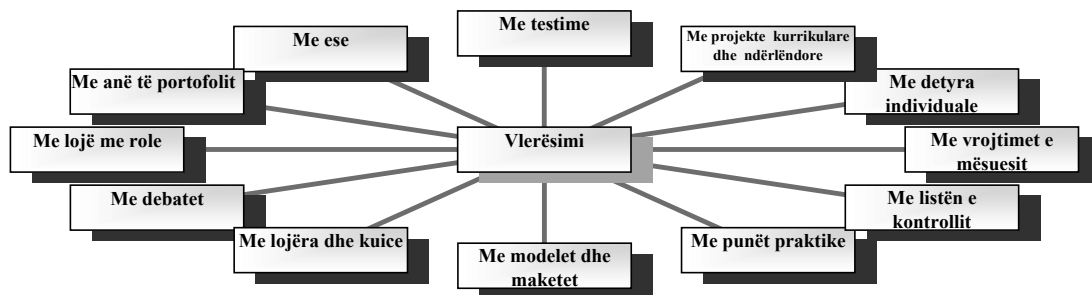 Me testime
Me ese
Me projekte kurrikulare
dhe ndërlëndore
Me anë të portofolit
Me detyra
individuale
Me lojë me role
Vlerësimi
Me vrojtimet e
mësuesit
Me debatet
Me listën e
kontrollit
Me lojëra dhe kuice
Me modelet dhe
maketet
Me punët praktike